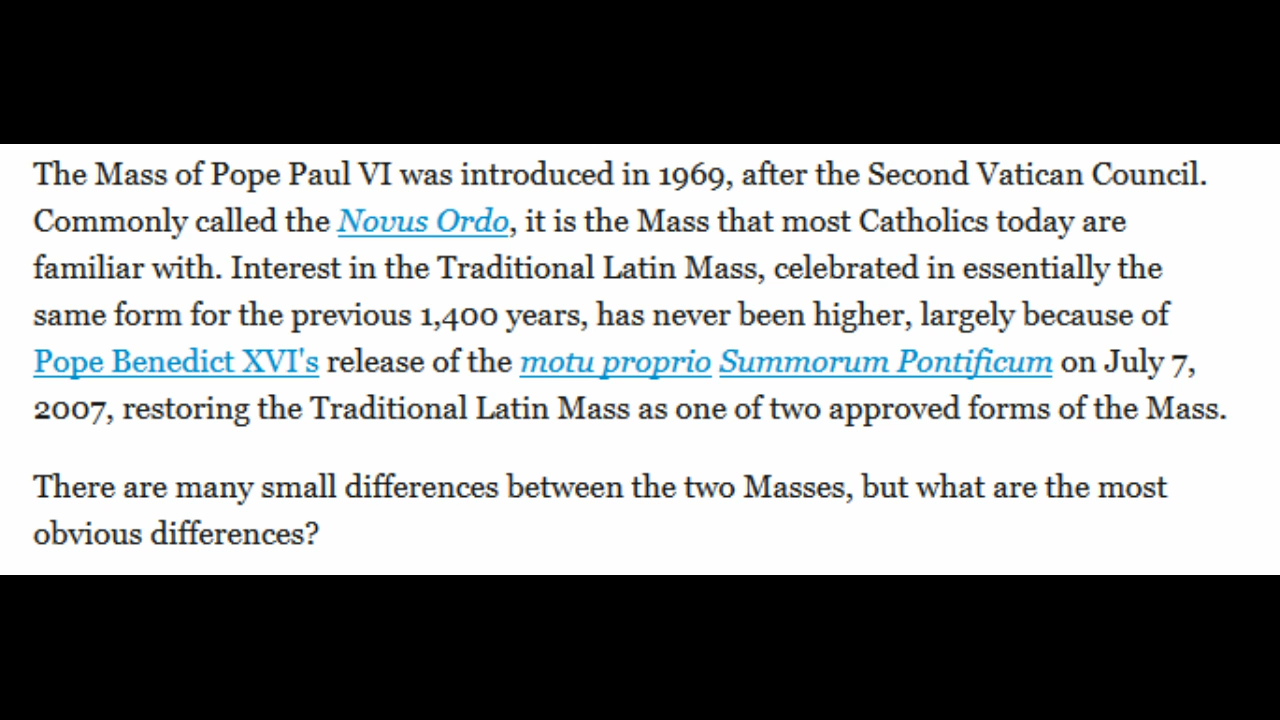 The Mass of Pope Paul VI was introduced in 1969, after the Second Vatican Council.
Commonly called the Novus Ordo, it is the Mass that most Catholics today are
familiar with. Interest in the Traditional Latin Mass, celebrated in essentially the
same form for the previous 1,400 years, has never been higher, largely because of
Pope Benedict XVI's release of the motu proprio Summorum Pontificum on July 7,
2007, restoring the Traditional Latin Mass as one of two approved forms of the Mass.
There are many small differences between the two Masses, but what are the most
obvious differences?